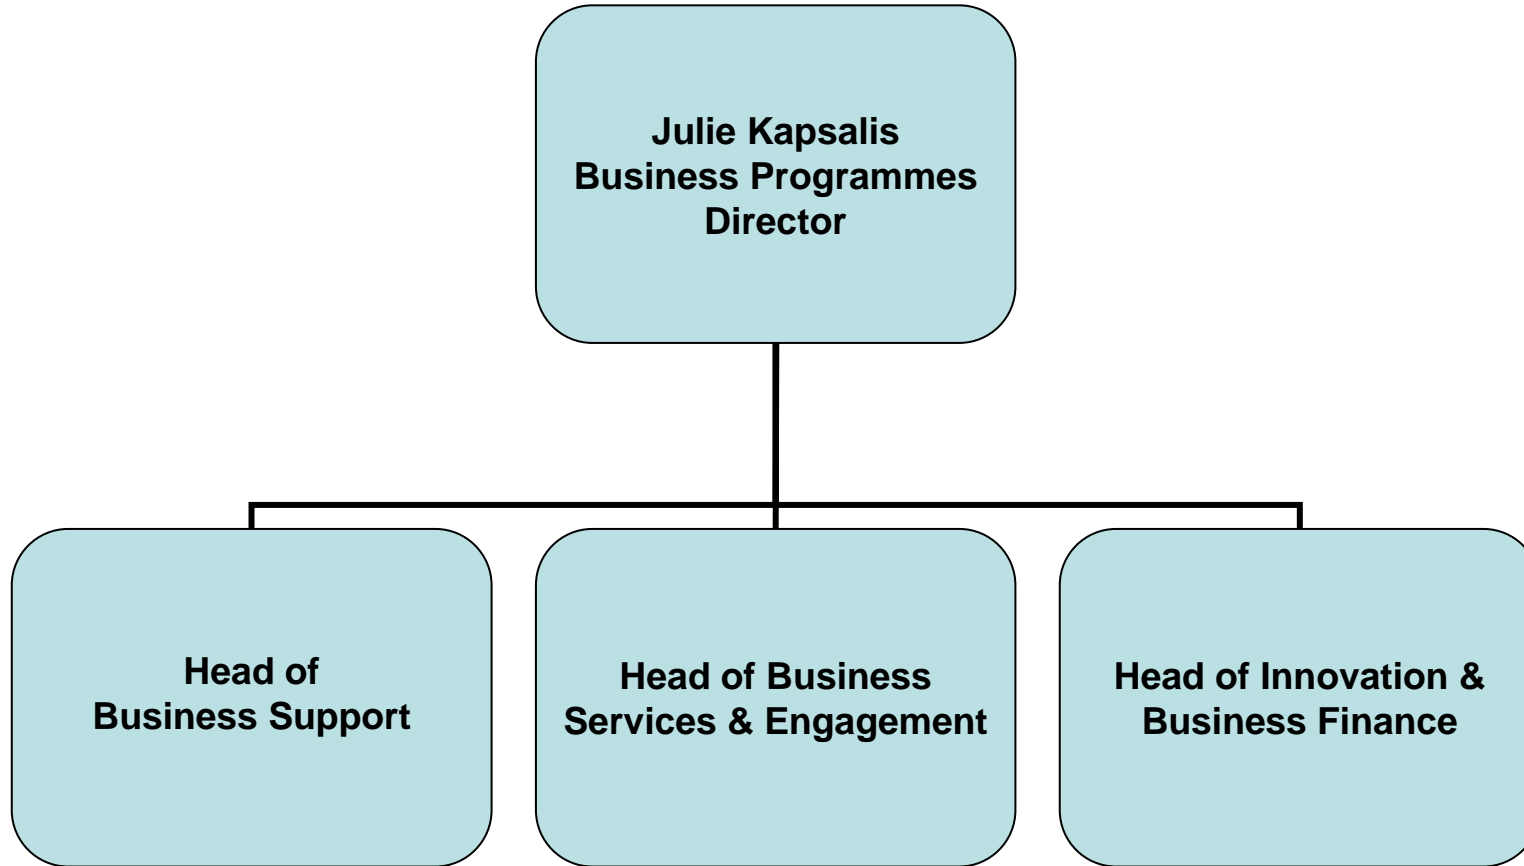 Julie Kapsalis
Business Programmes
Director
Head of
Business Support
Head of Business
Services & Engagement
Head of Innovation &
Business Finance